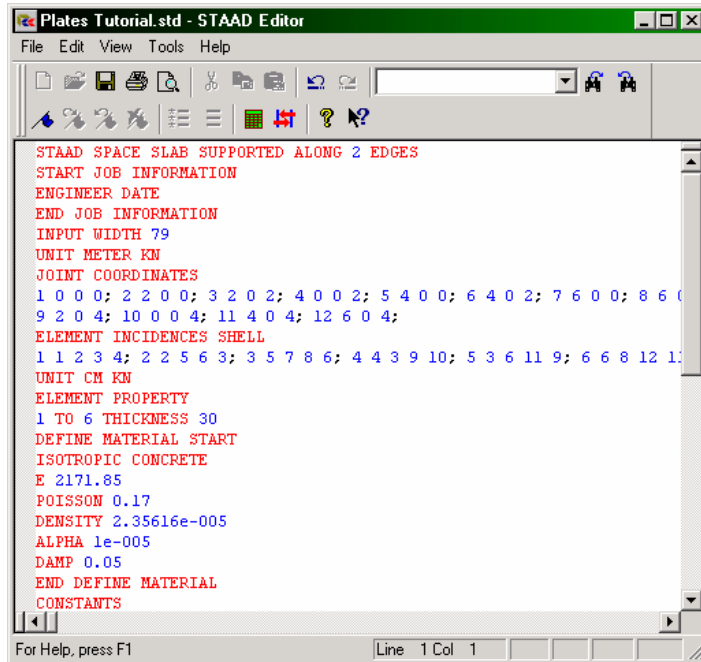 Plates Tutorial.std - STAAD Editor
File Edit View Tools Help
STAAD SPACE SLAB SUPPORTED ALONG 2 EDGES
START JOB INFORMATION
ENGINEER DATE
END JOB INFORMATION
INPUT WIDTH 79
UNIT METER KN
JOINT COORDINATES
1 0 0 0; 2 2 0 0; 3 2 0 2; 4 0 0 2; 5 4 0 0; 6 4 0 2; 7 6 0 0; 8 6
9 2 0 4; 10 0 0 4; 11 4 0 4; 12 6 0 4;
ELEMENT INCIDENCES SHELL
1 1 2 3 4; 2 2 5 6 3; 3 5 7 8 6; 4 4 3 9 10; 5 3 6 11 9; 6 6 8 12
UNIT CM KN
ELEMENT PROPERTY
1 TO 6 THICKNESS 30
DEFINE MATERIAL START
ISOTROPIC CONCRETE
E 2171.85
POISSON 0.17
DENSITY 2.35616e-005
ALPHA 1e-005
DAMP 0.05
END DEFINE MATERIAL
CONSTANTS
For Help, press F1
Line 1 Col 1